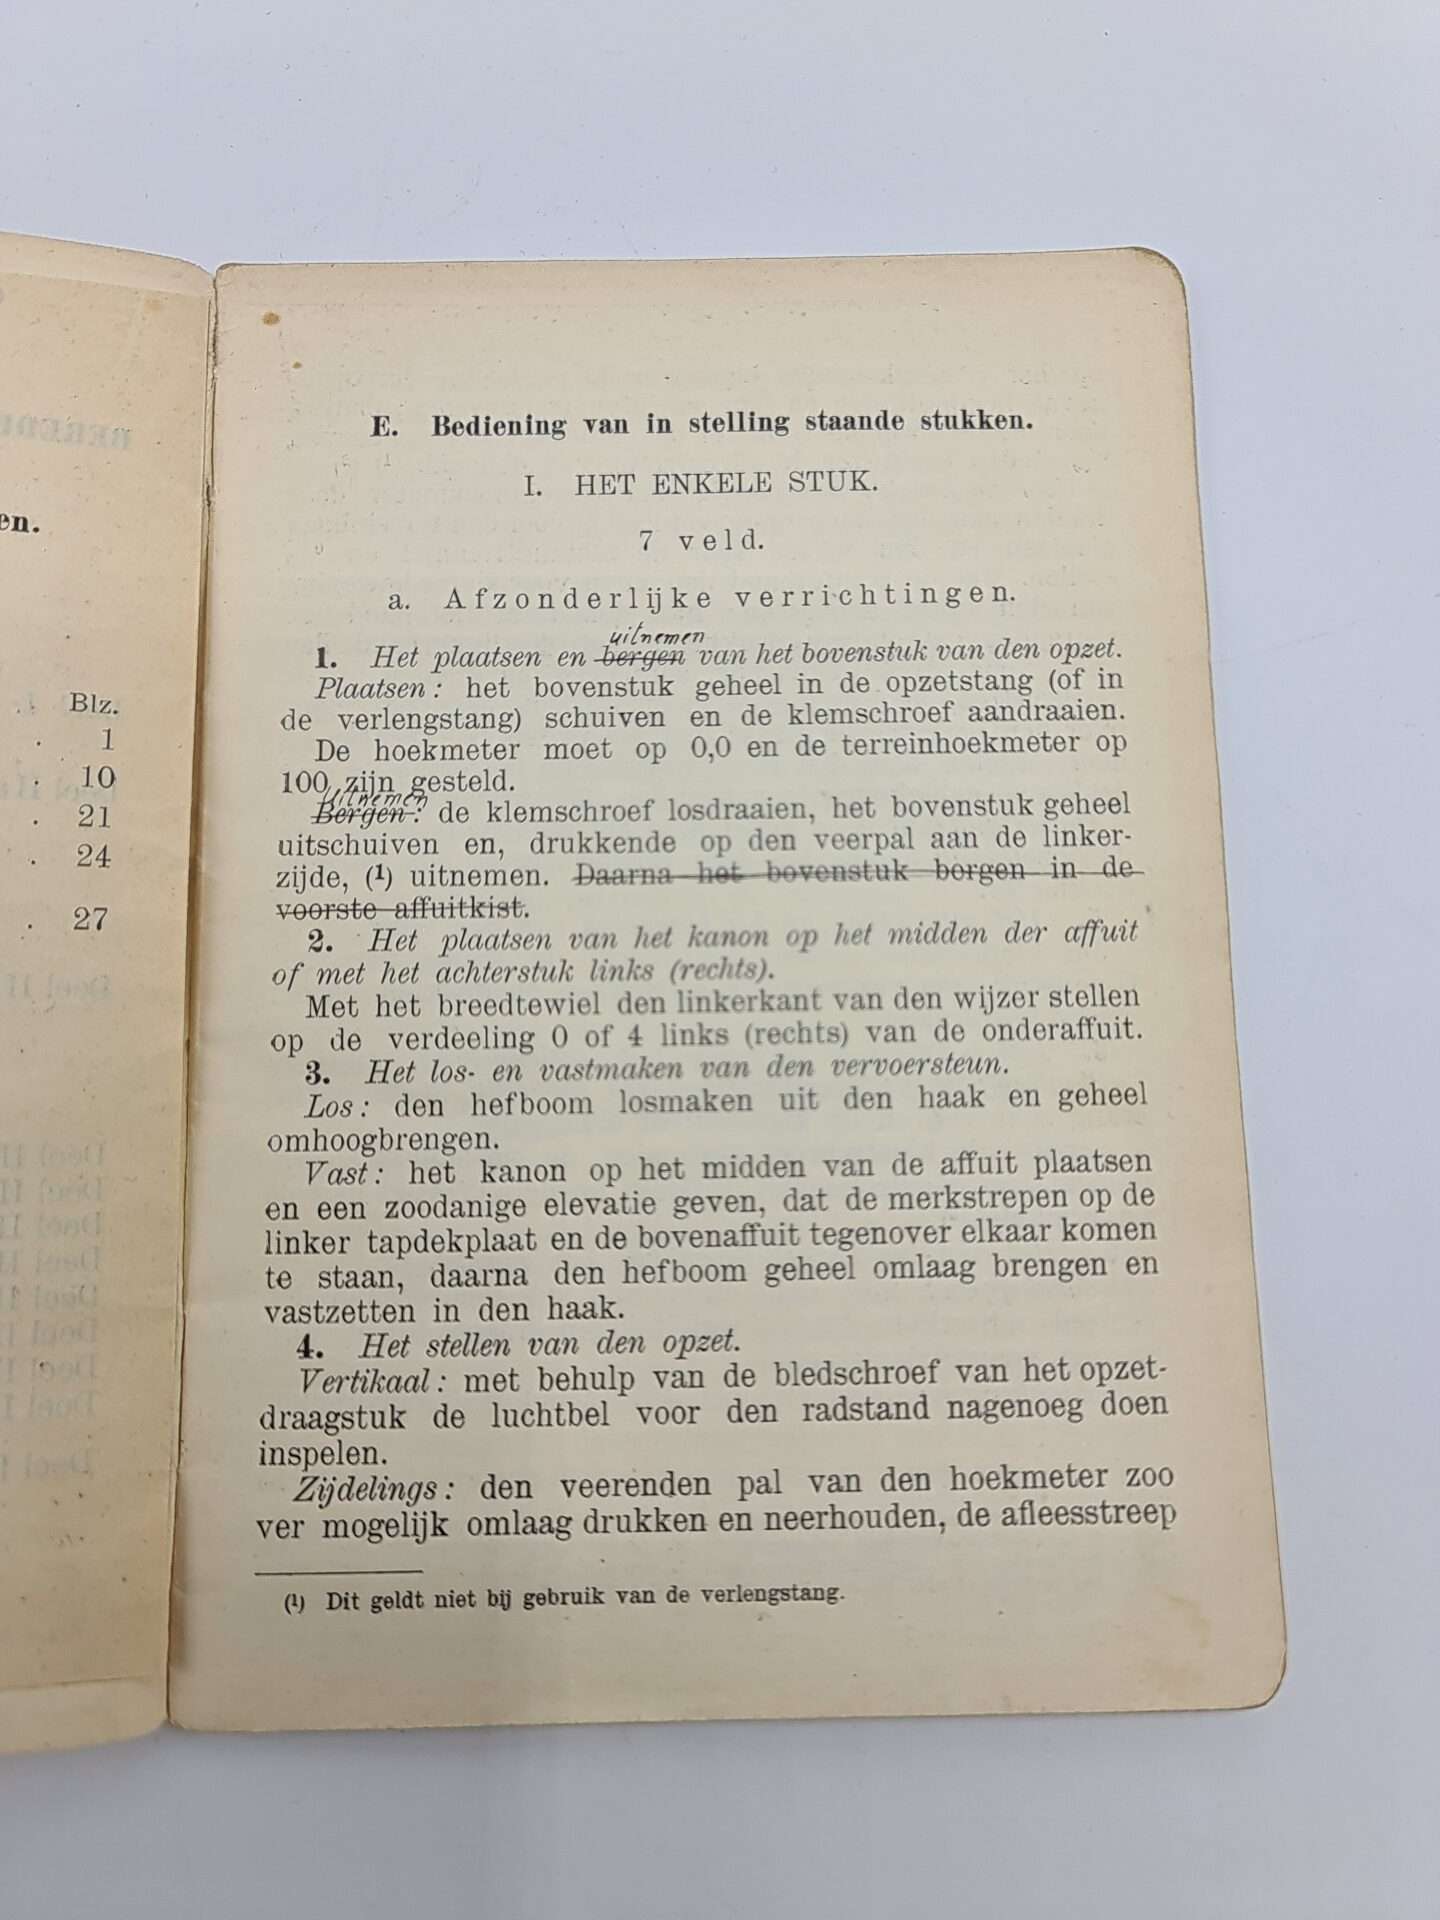 en.
Blz.
1
10
21
24
27
E. Bediening van in stelling staande stukken.
I. HET ENKELE STUK.
7 veld.
a. Afzonderlijke verrichtingen.
uitnemen
1. Het plaatsen en bergen van het bovenstuk van den opzet.
Plaatsen: het bovenstuk geheel in de opzetstang (of in
de verlengstang) schuiven en de klemschroef aandraaien.
De hoekmeter moet op 0,0 en de terreinhoekmeter op
100 zijn gesteld.
Uitnemen
Bergen: de klemschroef losdraaien, het bovenstuk geheel
uitschuiven en, drukkende op den veerpal aan de linker-
zijde, (1) uitnemen. Daarna het bovenstuk bergen in de
voorste affuitkist.
2. Het plaatsen van het kanon op het midden der affuit
of met het achterstuk links (rechts).
Met het breedtewiel den linkerkant van den wijzer stellen
op de verdeeling 0 of 4 links (rechts) van de onderaffuit.
3. Het los- en vastmaken van den vervoersteun.
Los: den hefboom losmaken uit den haak en geheel
omhoogbrengen.
Vast: het kanon op het midden van de affuit plaatsen
en een zoodanige elevatie geven, dat de merkstrepen op de
linker tapdekplaat en de bovenaffuit tegenover elkaar komen
te staan, daarna den hefboom geheel omlaag brengen en
vastzetten in den haak.
4. Het stellen van den opzet.
Vertikaal: met behulp van de bledschroef van het opzet-
draagstuk de luchtbel voor den radstand nagenoeg doen
inspelen.
Zijdelings: den veerenden pal van den hoekmeter zoo
ver mogelijk omlaag drukken en neerhouden, de afleesstreep
(1) Dit geldt niet bij gebruik van de verlengstang.